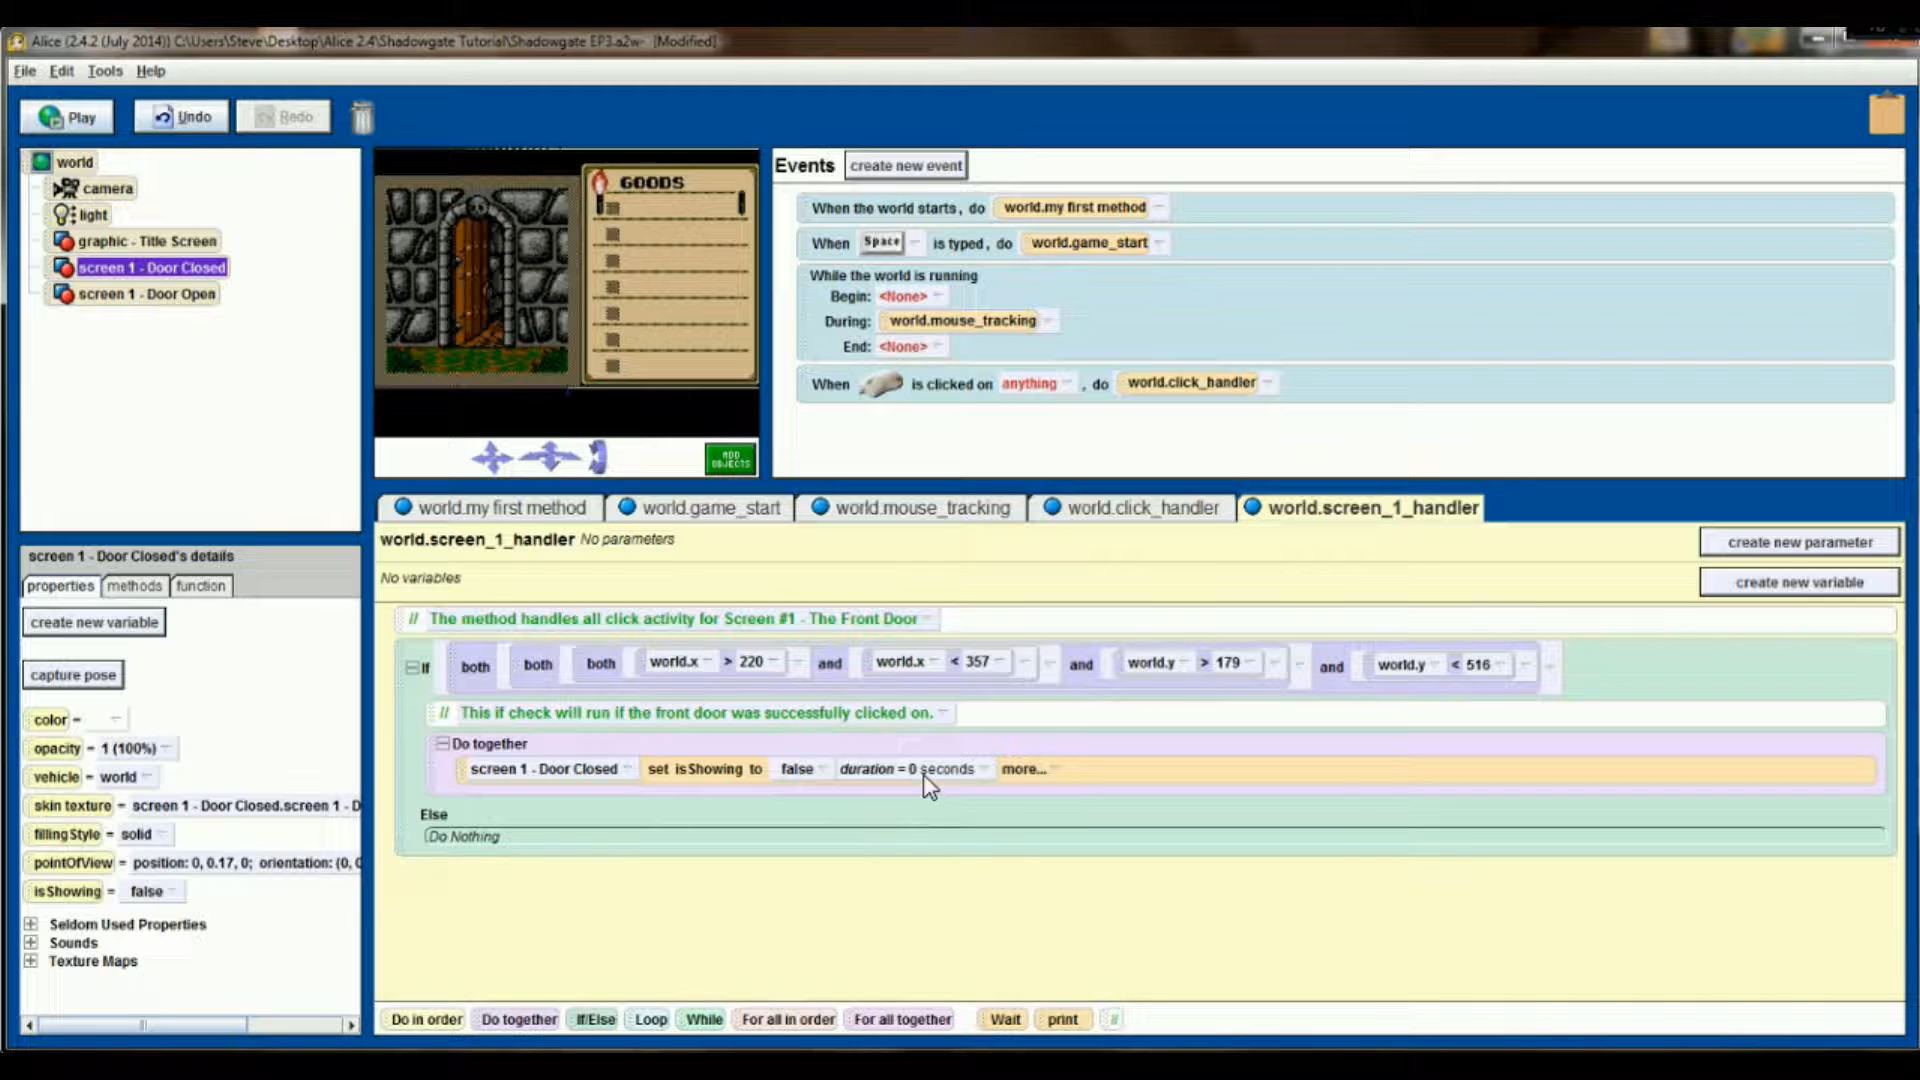 Alice (2.4.2 (July 2014)) C:\Users\Steve\Desktop\Alice 2.4\Shadowgate Tutorial\Shadowgate EP3.a2w- [Modified]
File Edit Tools Help
Play Undo Redo
world
camera
light
graphic - Title Screen
screen 1 - Door Closed
screen 1 - Door Open
GOODS
ADD OBJECTS
Events create new event
When the world starts, do world.my first method
When Space is typed, do world.game_start
While the world is running
Begin: <None>
During: world.mouse_tracking
End: <None>
When is clicked on anything, do world.click_handler
screen 1 - Door Closed's details
properties methods function
create new variable
capture pose
color =
opacity = 1 (100%)
vehicle = world
skin texture = screen 1 - Door Closed.screen 1 - D
fillingStyle = solid
pointOfView = position: 0, 0.17, 0; orientation: (0, 0
isShowing = false
Seldom Used Properties
Sounds
Texture Maps
world.my first method world.game_start world.mouse_tracking world.click_handler world.screen_1_handler
world.screen_1_handler No parameters
create new parameter
No variables
create new variable
// The method handles all click activity for Screen #1 - The Front Door
If both both both world.x > 220 and world.x < 357 and world.y > 179 and world.y < 516
// This if check will run if the front door was successfully clicked on.
Do together
screen 1 - Door Closed set isShowing to false duration = 0 seconds more...
Else
Do Nothing
Do in order Do together If/Else Loop While For all in order For all together Wait print //